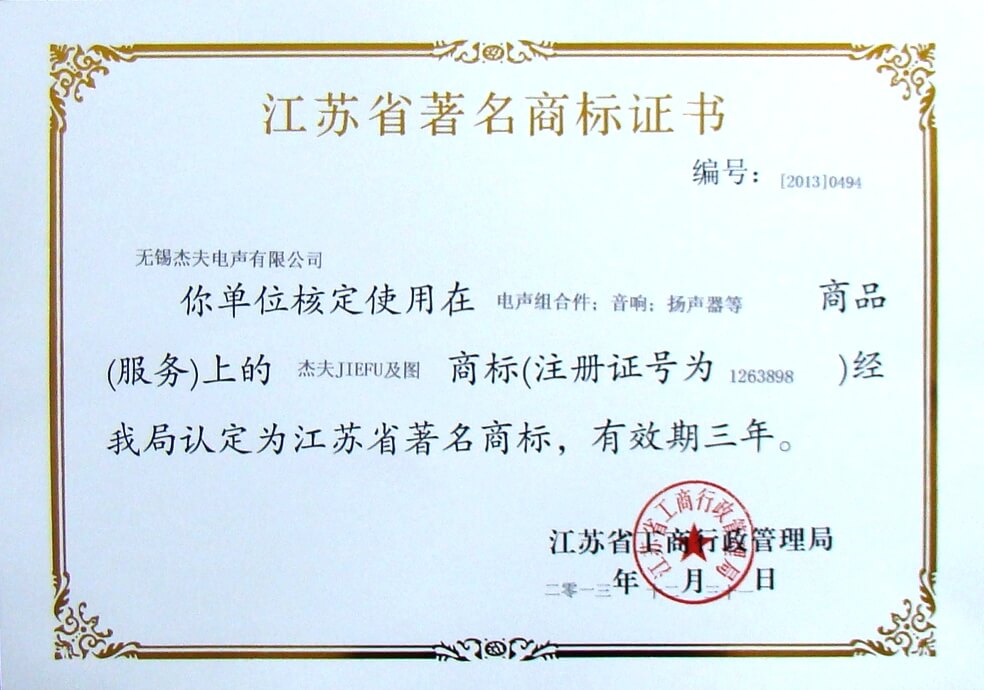 江苏省著名商标证书
编号：[2013]0494
无锡杰夫电声有限公司
你单位核定使用在 电声组合件；音响；扬声器等 商品
(服务)上的 杰夫JIEFU及图 商标(注册证号为 1263898 )经
我局认定为江苏省著名商标，有效期三年。
江苏省工商行政管理局
江苏省工商行政管理局
二零一三年十二月三十一日